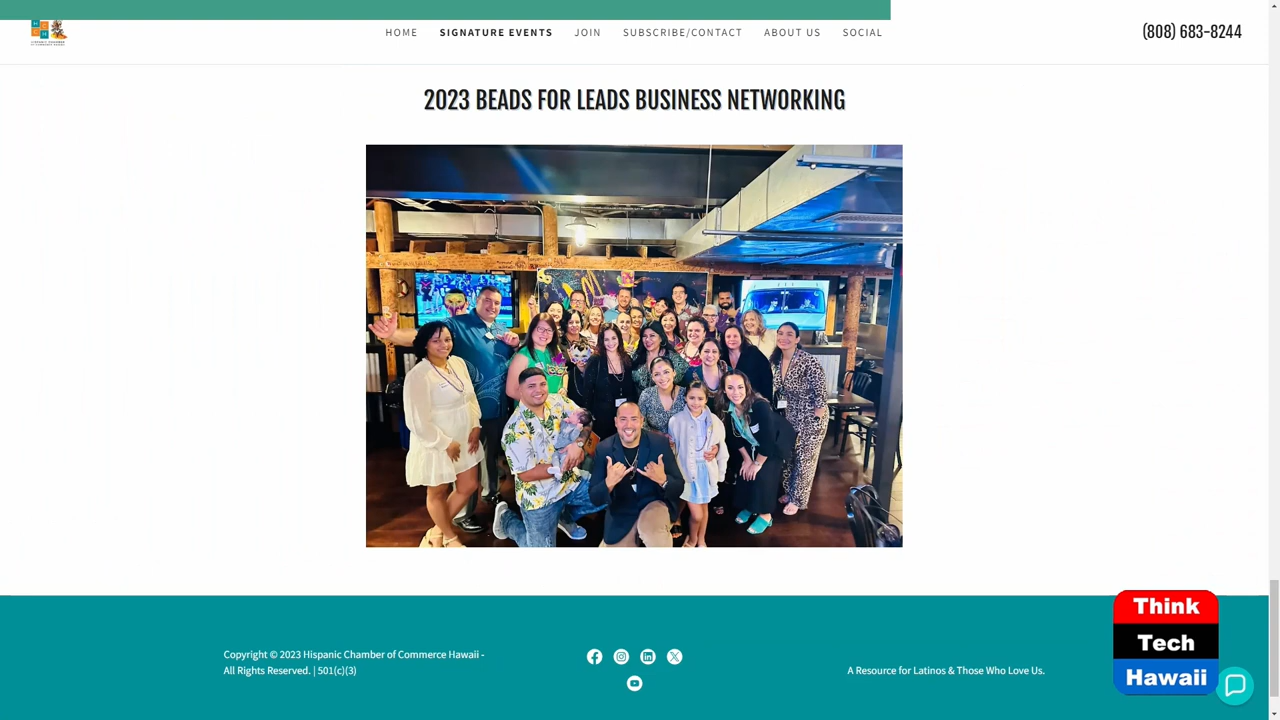 HOME
SIGNATURE EVENTS
JOIN
SUBSCRIBE/CONTACT
ABOUT US
SOCIAL
(808) 683-8244
2023 BEADS FOR LEADS BUSINESS NETWORKING
Copyright © 2023 Hispanic Chamber of Commerce Hawaii -
All Rights Reserved. | 501(c)(3)
A Resource for Latinos & Those Who Love Us.
Think
Tech
Hawaii